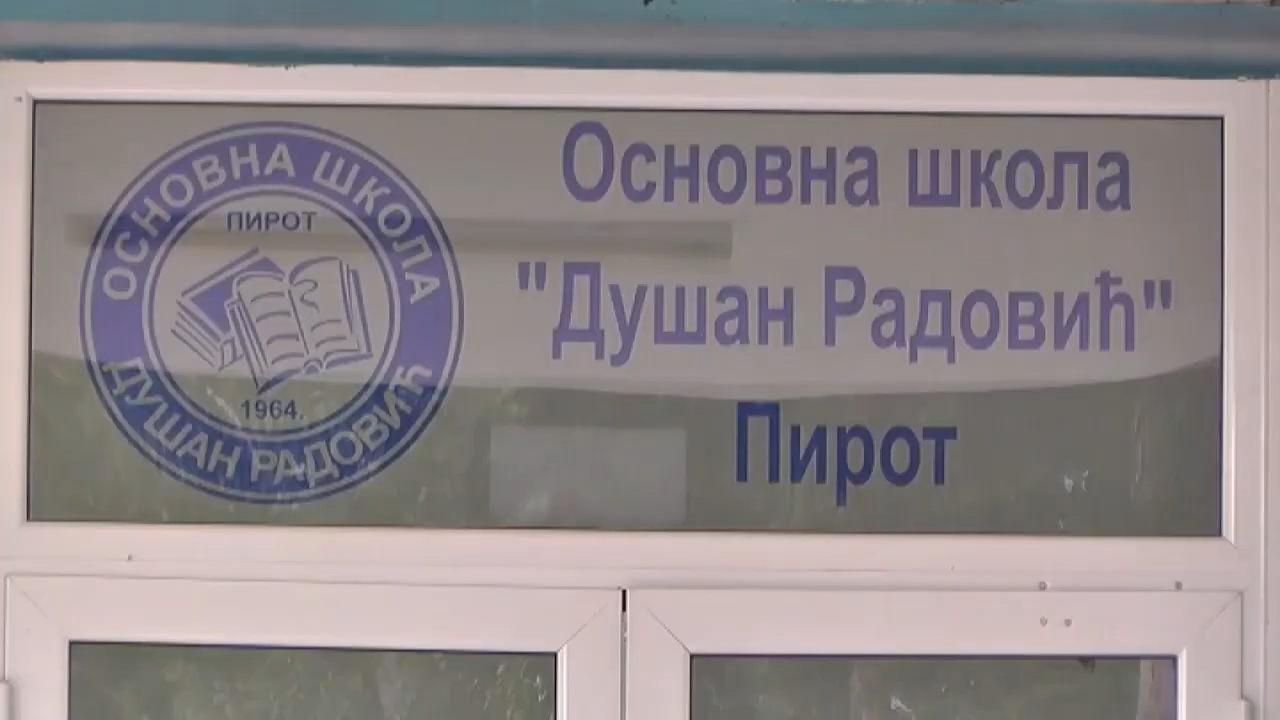 ОСНОВНА ШКОЛА
ПИРОТ
1964.
ДУШАН РАДОВИЋ
Основна школа
"Душан Радовић"
Пирот